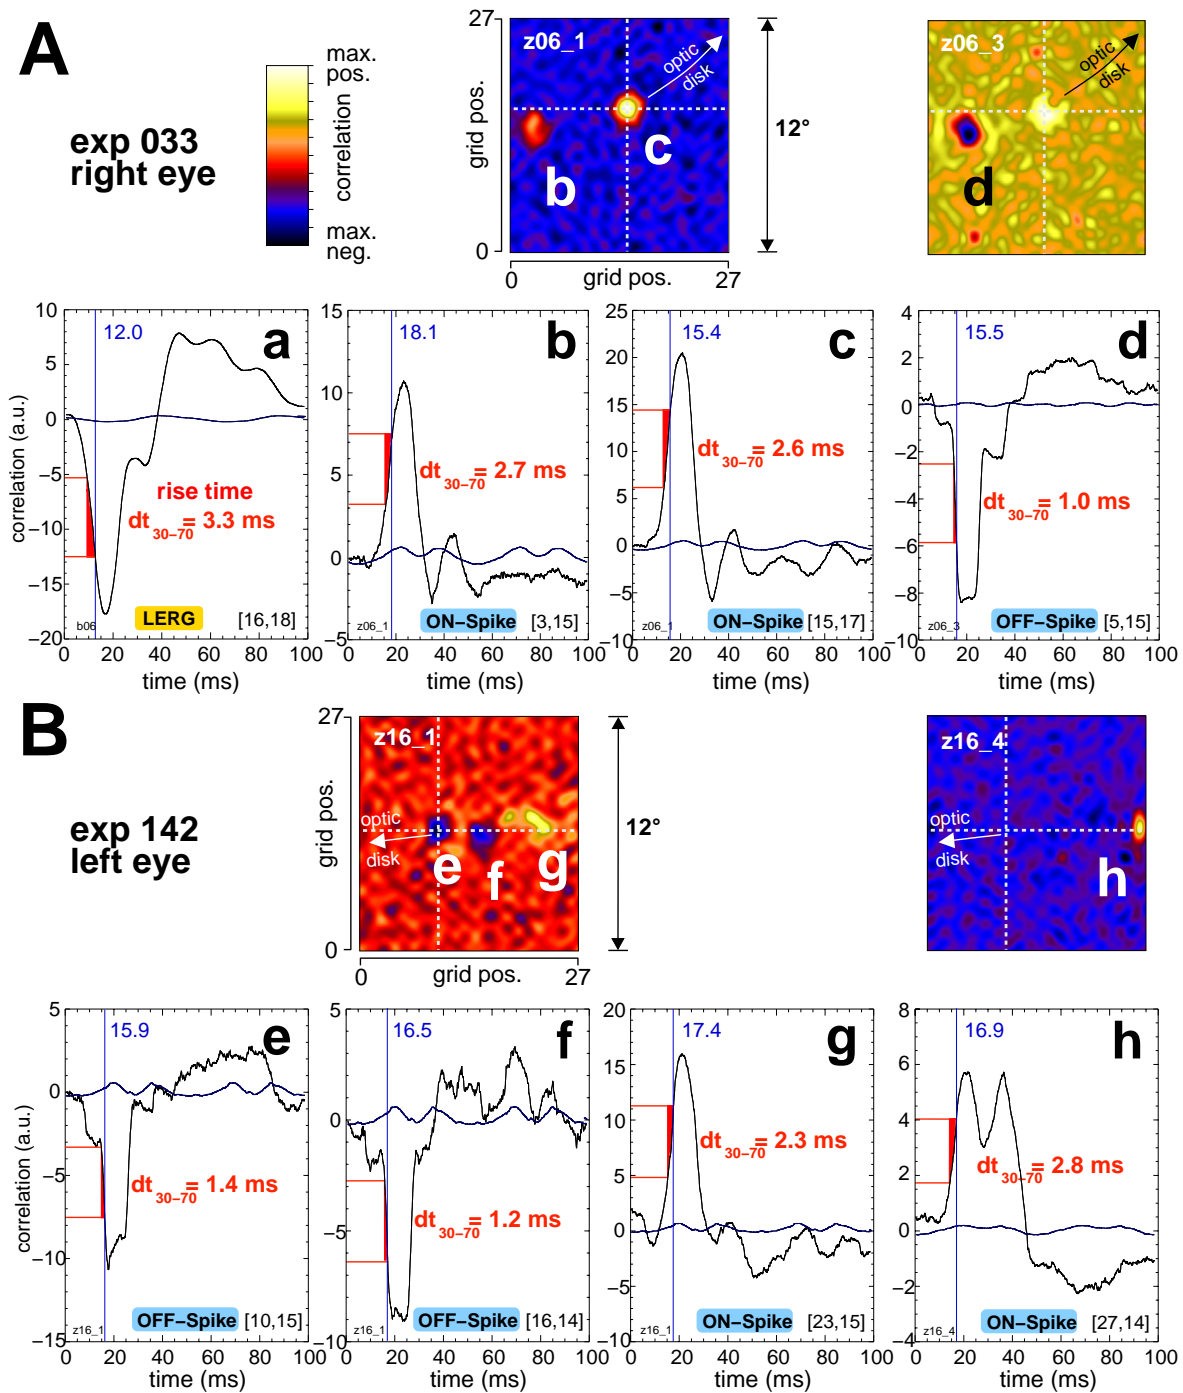 A
exp 033
right eye
max.
pos.
correlation
max.
neg.
27
grid pos.
0
z06_1
optic
disk
b
c
0
grid pos.
27
12°
z06_3
optic
disk
d
correlation (a.u.)
10
5
0
−5
−10
−15
−20
12.0
a
rise time
dt30−70= 3.3 ms
b06
LERG
[16,18]
0 20 40 60 80 100
time (ms)
15
10
5
0
−5
18.1
b
dt30−70= 2.7 ms
z06_1
ON−Spike
[3,15]
0 20 40 60 80 100
time (ms)
25
20
15
10
5
0
−5
−10
15.4
c
dt30−70= 2.6 ms
z06_1
ON−Spike
[15,17]
0 20 40 60 80 100
time (ms)
4
2
0
−2
−4
−6
−8
−10
15.5
d
dt30−70= 1.0 ms
z06_3
OFF−Spike
[5,15]
0 20 40 60 80 100
time (ms)
B
exp 142
left eye
27
grid pos.
0
z16_1
optic
disk
e
f
g
0
grid pos.
27
12°
z16_4
optic
disk
h
correlation (a.u.)
5
0
−5
−10
−15
15.9
e
dt30−70= 1.4 ms
z16_1
OFF−Spike
[10,15]
0 20 40 60 80 100
time (ms)
5
0
−5
−10
16.5
f
dt30−70= 1.2 ms
z16_1
OFF−Spike
[16,14]
0 20 40 60 80 100
time (ms)
20
15
10
5
0
−5
−10
17.4
g
dt30−70= 2.3 ms
z16_1
ON−Spike
[23,15]
0 20 40 60 80 100
time (ms)
8
6
4
2
0
−2
−4
16.9
h
dt30−70= 2.8 ms
z16_4
ON−Spike
[27,14]
0 20 40 60 80 100
time (ms)